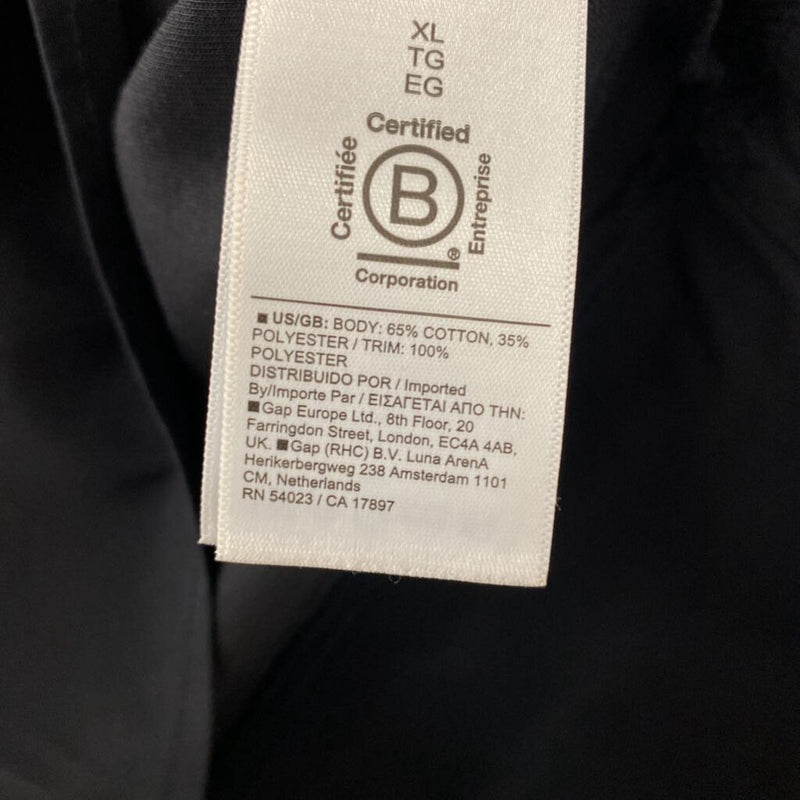 XL
TG
EG
Certified
Certifiée
B
Entreprise
®
Corporation
■ US/GB: BODY: 65% COTTON, 35%
POLYESTER / TRIM: 100%
POLYESTER
DISTRIBUIDO POR / Imported
By/Importe Par / ΕΙΣΑΓΕΤΑΙ ΑΠΟ ΤΗΝ:
■Gap Europe Ltd., 8th Floor, 20
Farringdon Street, London, EC4A 4AB,
UK. ■Gap (RHC) B.V. Luna ArenA
Herikerbergweg 238 Amsterdam 1101
CM, Netherlands
RN 54023 / CA 17897